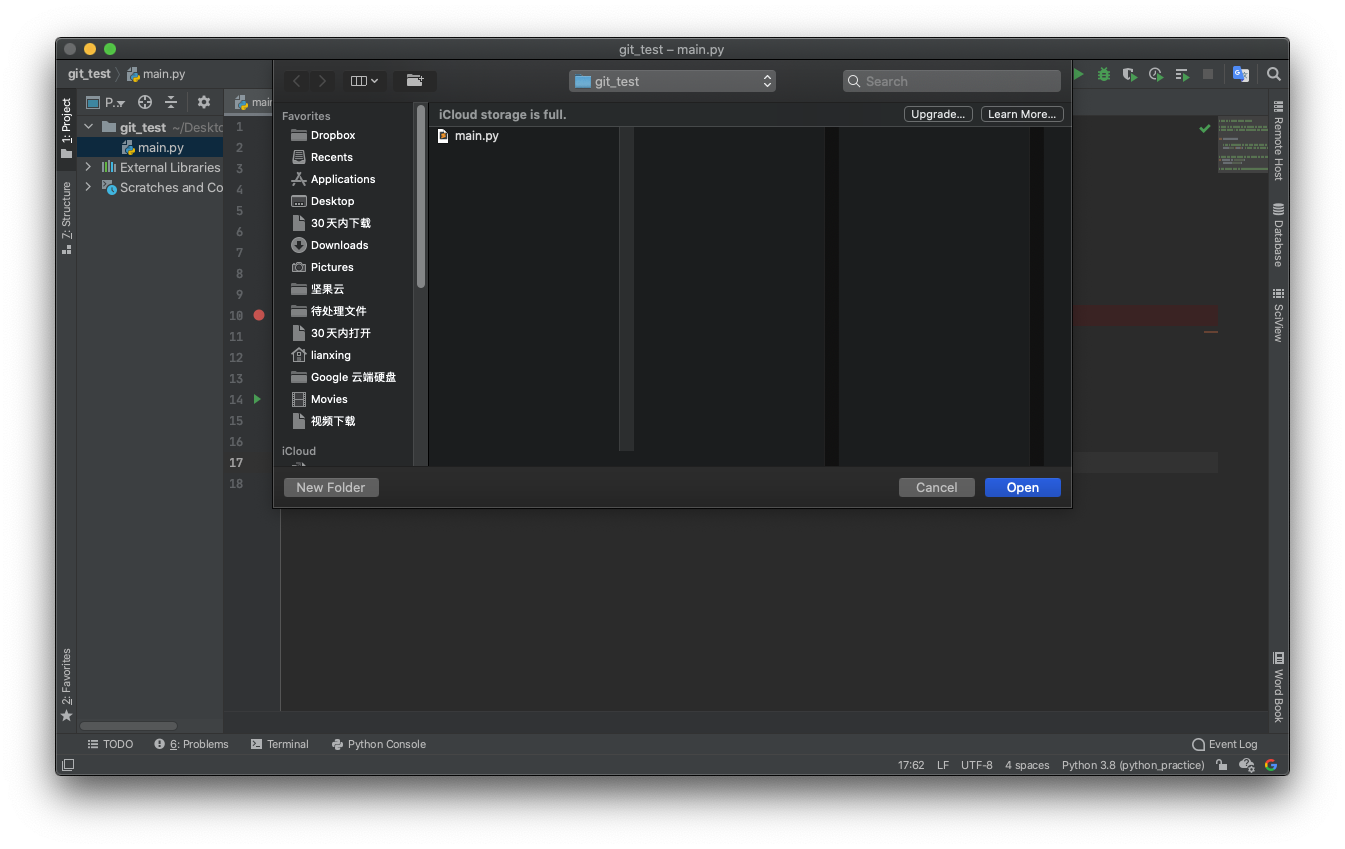 git_test – main.py
git_test
main.py
git_test
Search
P..
main
1: Project
Favorites
iCloud storage is full.
Upgrade...
Learn More...
git_test ~/Deskto
main.py
External Libraries
Scratches and Co
Dropbox
Recents
Applications
Desktop
30天内下载
Downloads
Pictures
坚果云
待处理文件
30天内打开
lianxing
Google 云端硬盘
Movies
视频下载
iCloud
main.py
1
2
3
4
5
6
7
8
9
10
11
12
13
14
15
16
17
18
Z: Structure
2: Favorites
Remote Host
Database
SciView
Word Book
New Folder
Cancel
Open
TODO
6: Problems
Terminal
Python Console
Event Log
17:62
LF
UTF-8
4 spaces
Python 3.8 (python_practice)